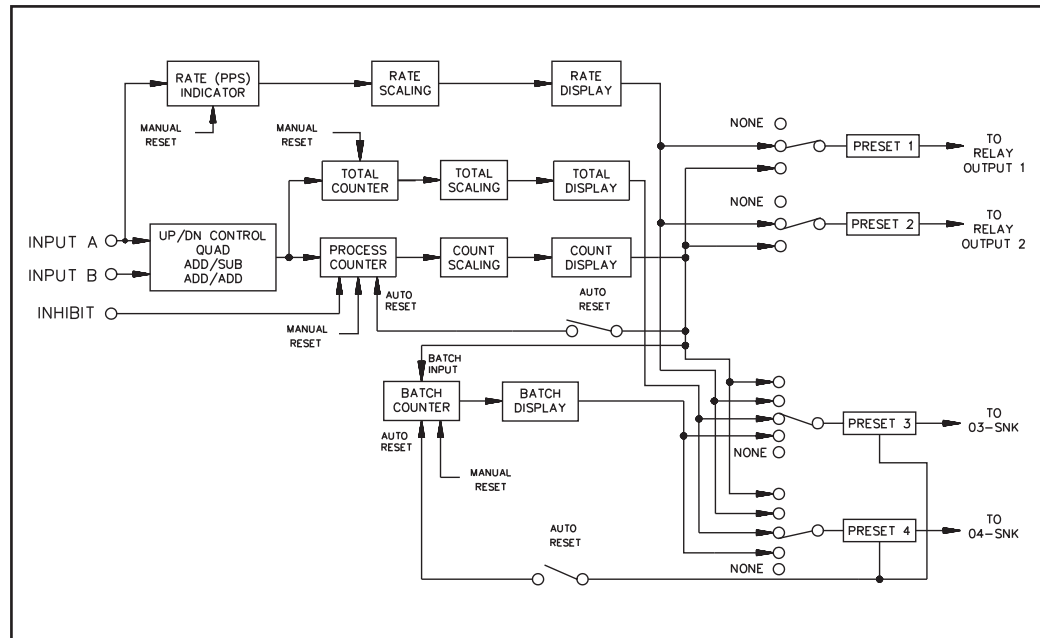 RATE (PPS)
INDICATOR
RATE
SCALING
RATE
DISPLAY
MANUAL
RESET
MANUAL
RESET
NONE
PRESET 1
TO
RELAY
OUTPUT 1
TOTAL
COUNTER
TOTAL
SCALING
TOTAL
DISPLAY
NONE
PRESET 2
TO
RELAY
OUTPUT 2
INPUT A
INPUT B
INHIBIT
UP/DN CONTROL
QUAD
ADD/SUB
ADD/ADD
PROCESS
COUNTER
COUNT
SCALING
COUNT
DISPLAY
AUTO
RESET
AUTO
RESET
MANUAL
RESET
BATCH
INPUT
BATCH
COUNTER
BATCH
DISPLAY
AUTO
RESET
MANUAL
RESET
NONE
PRESET 3
TO
O3-SNK
AUTO
RESET
NONE
PRESET 4
TO
O4-SNK